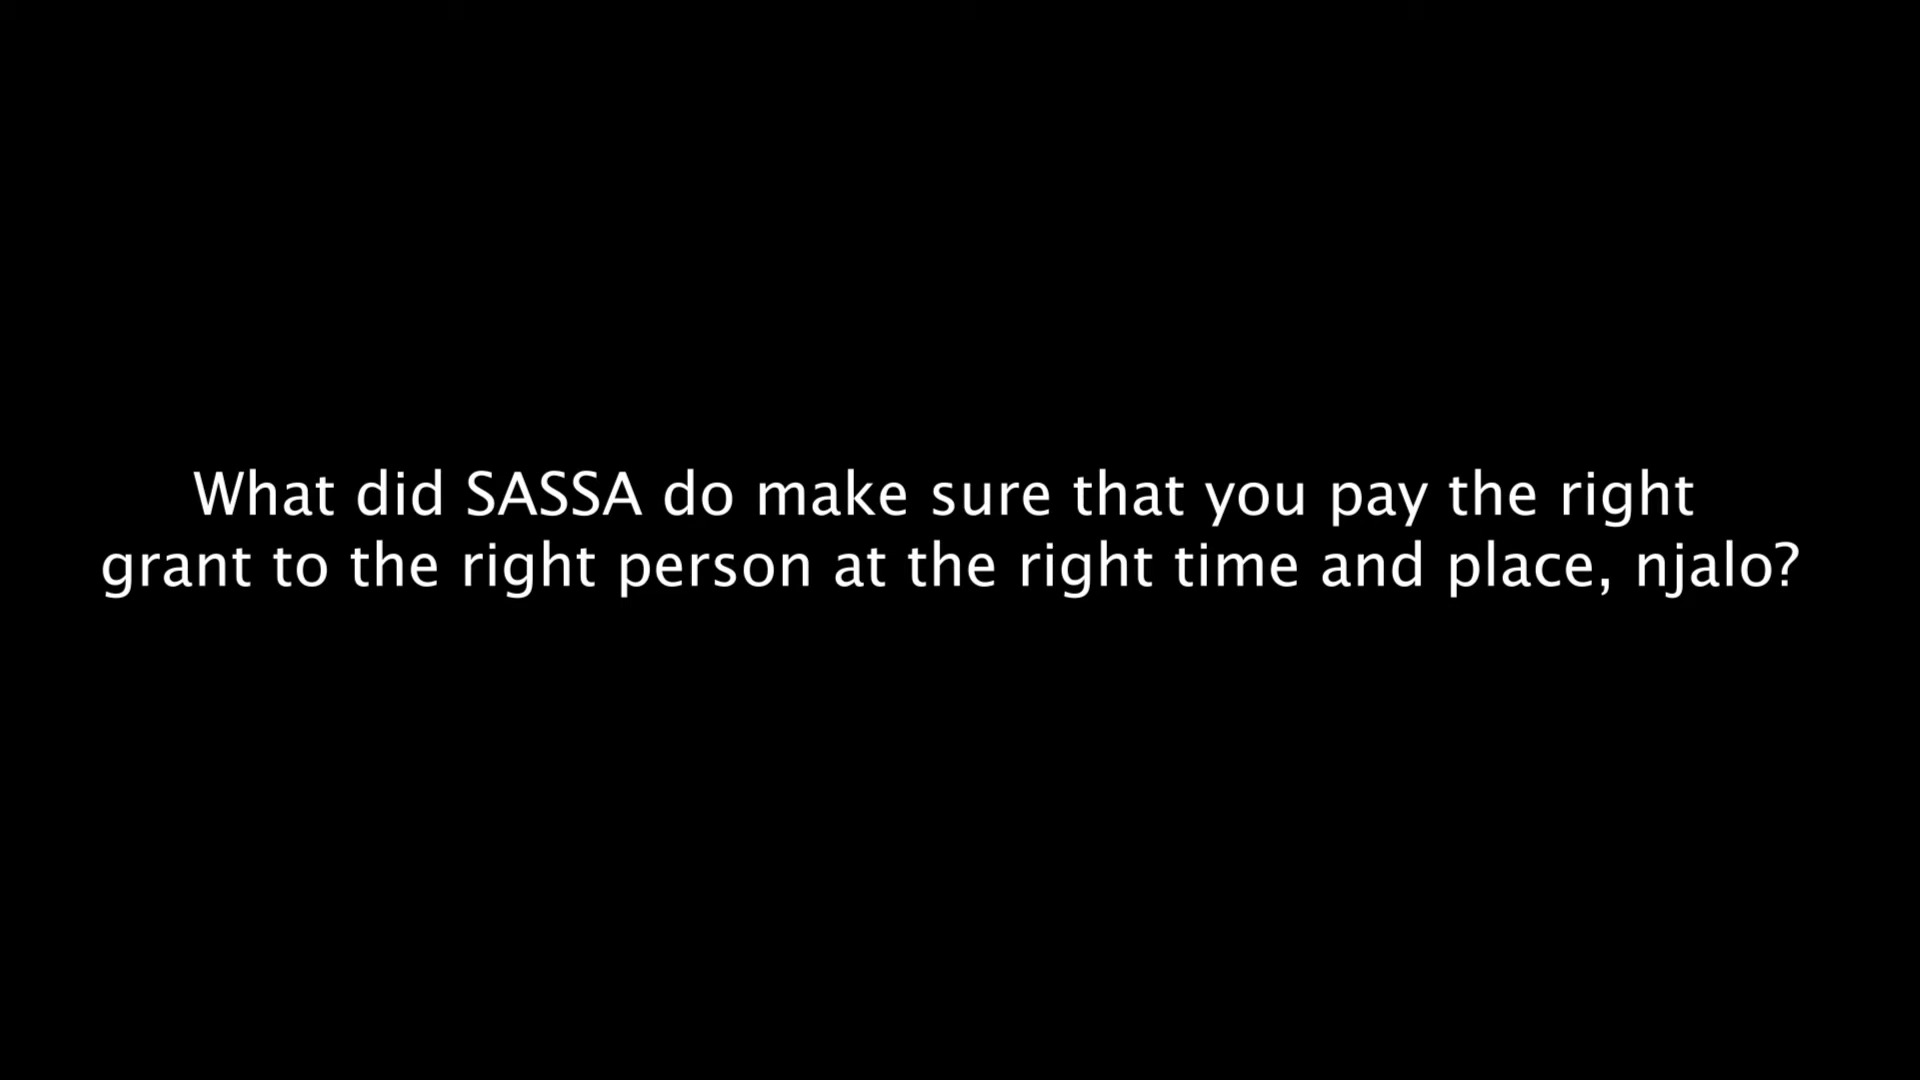 What did SASSA do make sure that you pay the right
grant to the right person at the right time and place, njalo?